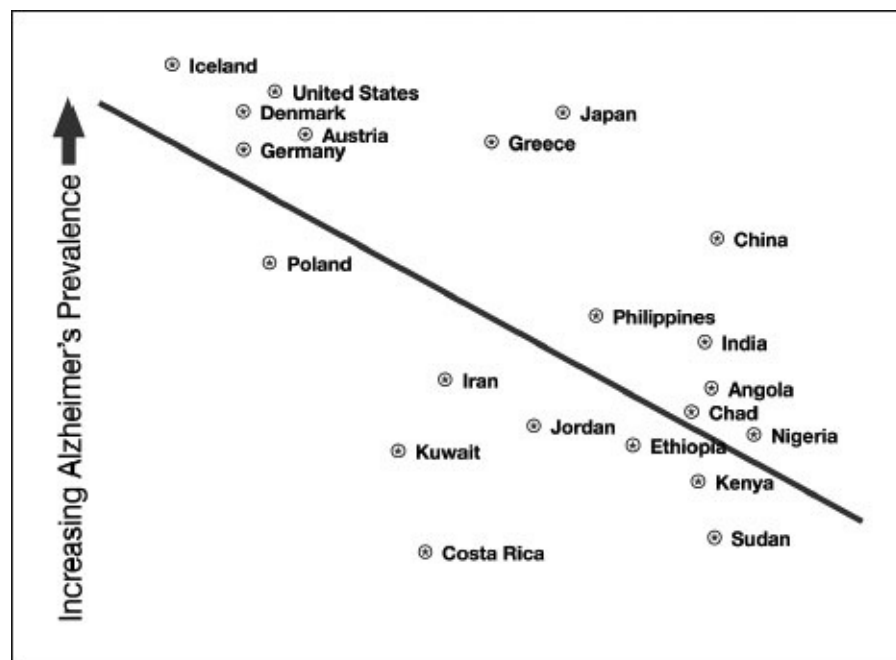 Iceland
United States
Denmark
Japan
Austria
Greece
Germany
China
Poland
Philippines
India
Iran
Angola
Chad
Jordan
Nigeria
Ethiopia
Kuwait
Kenya
Sudan
Costa Rica
Increasing Alzheimer's Prevalence